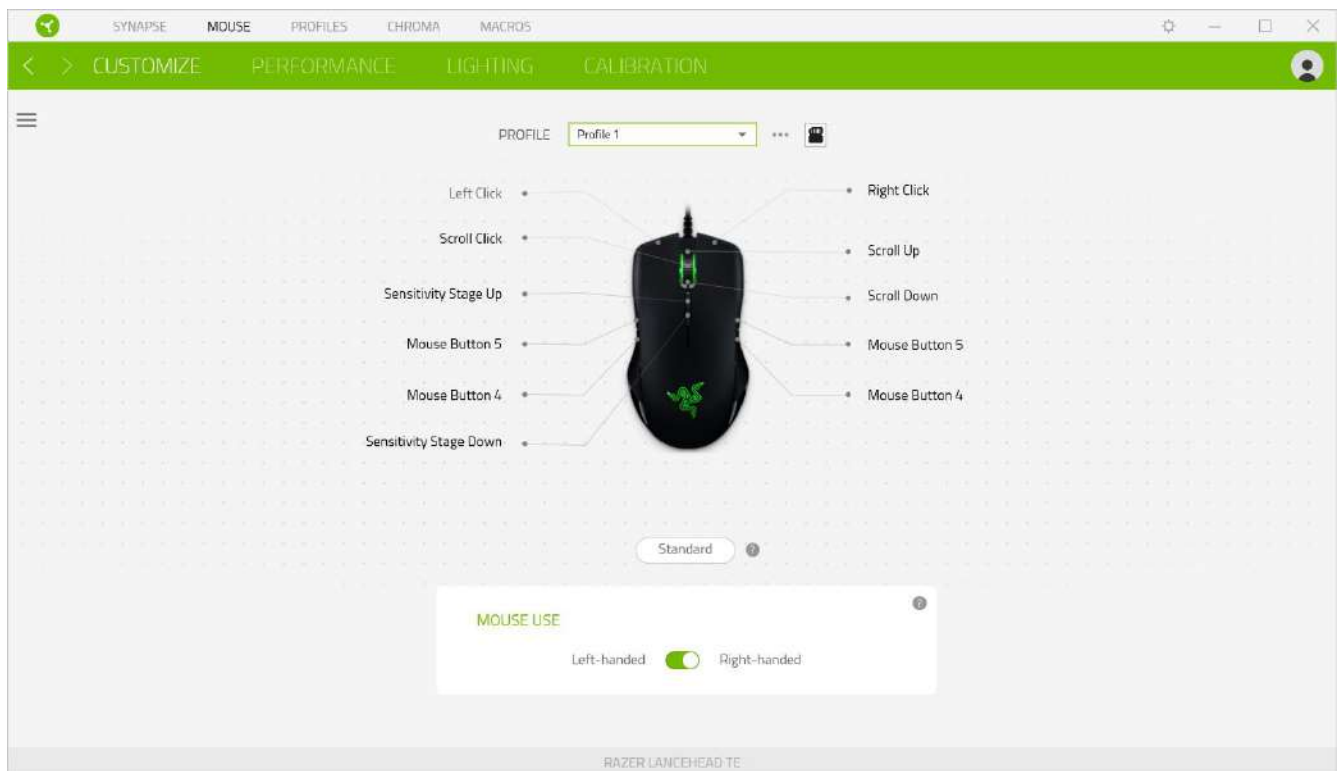 SYNAPSE MOUSE PROFILES CHROMA MACROS
CUSTOMIZE PERFORMANCE LIGHTING CALIBRATION
PROFILE Profile 1
Left Click Right Click
Scroll Click Scroll Up
Sensitivity Stage Up Scroll Down
Mouse Button 5 Mouse Button 5
Mouse Button 4 Mouse Button 4
Sensitivity Stage Down
Standard ?
?
MOUSE USE
Left-handed Right-handed
RAZER LANCEHEAD TE